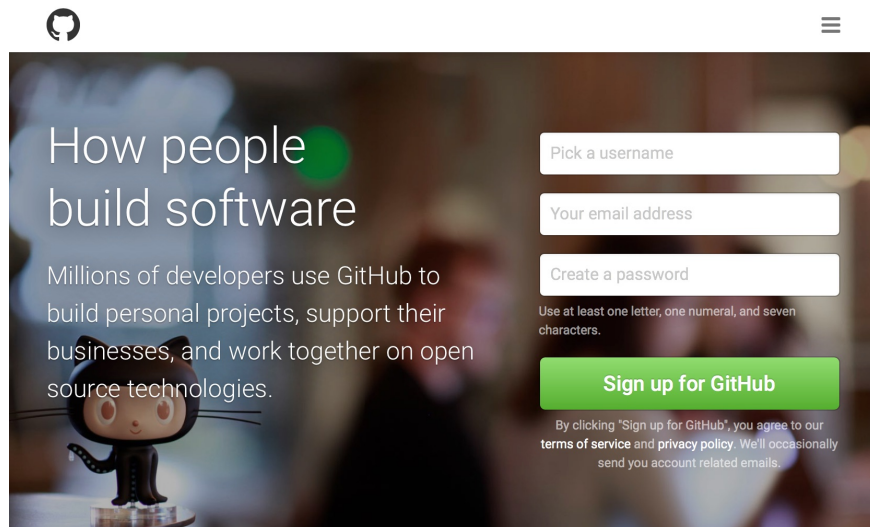 How people
build software
Millions of developers use GitHub to
build personal projects, support their
businesses, and work together on open
source technologies.
Pick a username
Your email address
Create a password
Use at least one letter, one numeral, and seven
characters.
Sign up for GitHub
By clicking "Sign up for GitHub", you agree to our
terms of service and privacy policy. We'll occasionally
send you account related emails.